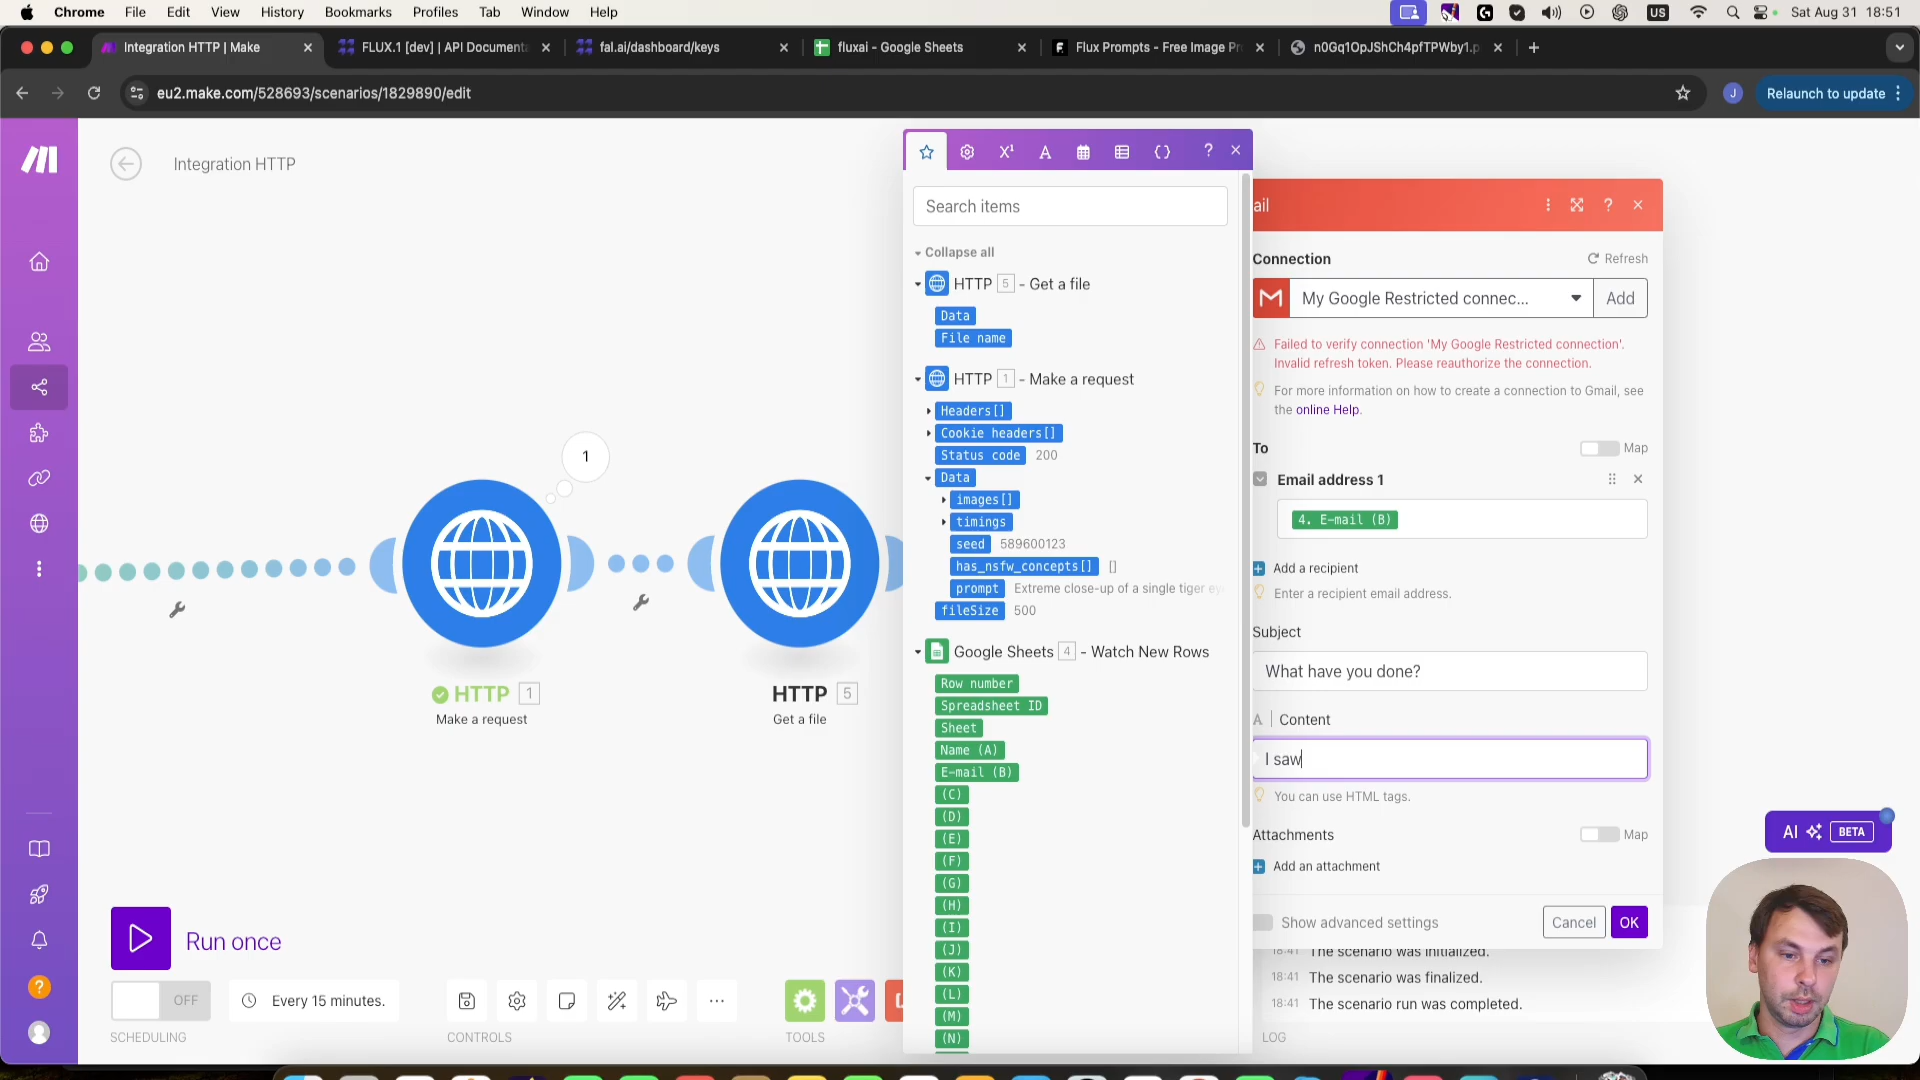 Chrome File Edit View History Bookmarks Profiles Tab Window Help US Sat Aug 31 18:51
Integration HTTP | Make
FLUX.1 [dev] | API Documenta
fal.ai/dashboard/keys
fluxai - Google Sheets
Flux Prompts - Free Image Pr
n0Gq1OpJShCh4pfTPWby1.p
eu2.make.com/528693/scenarios/1829890/edit
J
Relaunch to update
Integration HTTP
1
HTTP 1
Make a request
HTTP 5
Get a file
Run once
OFF
Every 15 minutes.
SCHEDULING
CONTROLS
TOOLS
Search items
Collapse all
HTTP 5 - Get a file
Data
File name
HTTP 1 - Make a request
Headers[]
Cookie headers[]
Status code 200
Data
images[]
timings
seed 589600123
has_nsfw_concepts[] []
prompt Extreme close-up of a single tiger ey
fileSize 500
Google Sheets 4 - Watch New Rows
Row number
Spreadsheet ID
Sheet
Name (A)
E-mail (B)
(C)
(D)
(E)
(F)
(G)
(H)
(I)
(J)
(K)
(L)
(M)
(N)
ail
Connection
Refresh
My Google Restricted connec...
Add
Failed to verify connection 'My Google Restricted connection'.
Invalid refresh token. Please reauthorize the connection.
For more information on how to create a connection to Gmail, see
the online Help.
To
Map
Email address 1
4. E-mail (B)
Add a recipient
Enter a recipient email address.
Subject
What have you done?
A | Content
I saw
You can use HTML tags.
Attachments
Map
Add an attachment
Show advanced settings
Cancel
OK
18:41 The scenario was initialized.
18:41 The scenario was finalized.
18:41 The scenario run was completed.
LOG
AI BETA